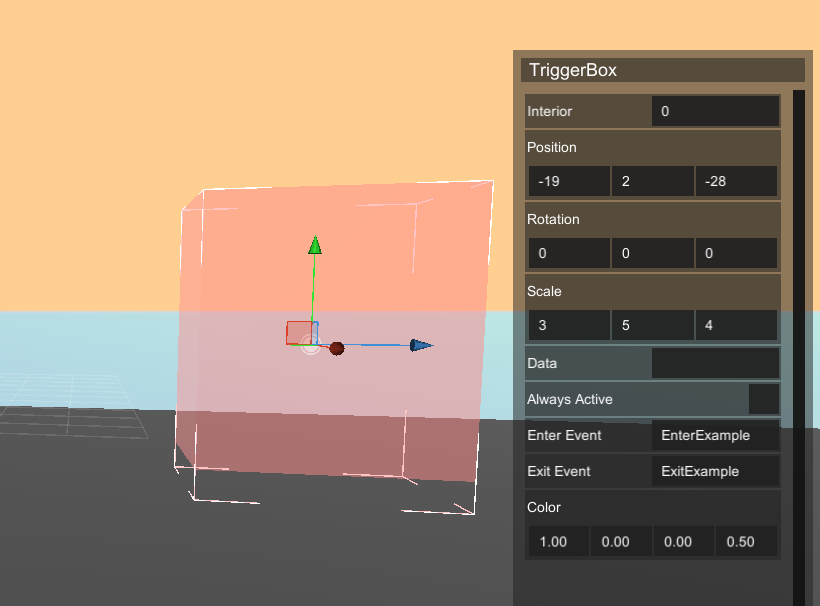 TriggerBox
Interior 0
Position
-19 2 -28
Rotation
0 0 0
Scale
3 5 4
Data
Always Active
Enter Event EnterExample
Exit Event ExitExample
Color
1.00 0.00 0.00 0.50